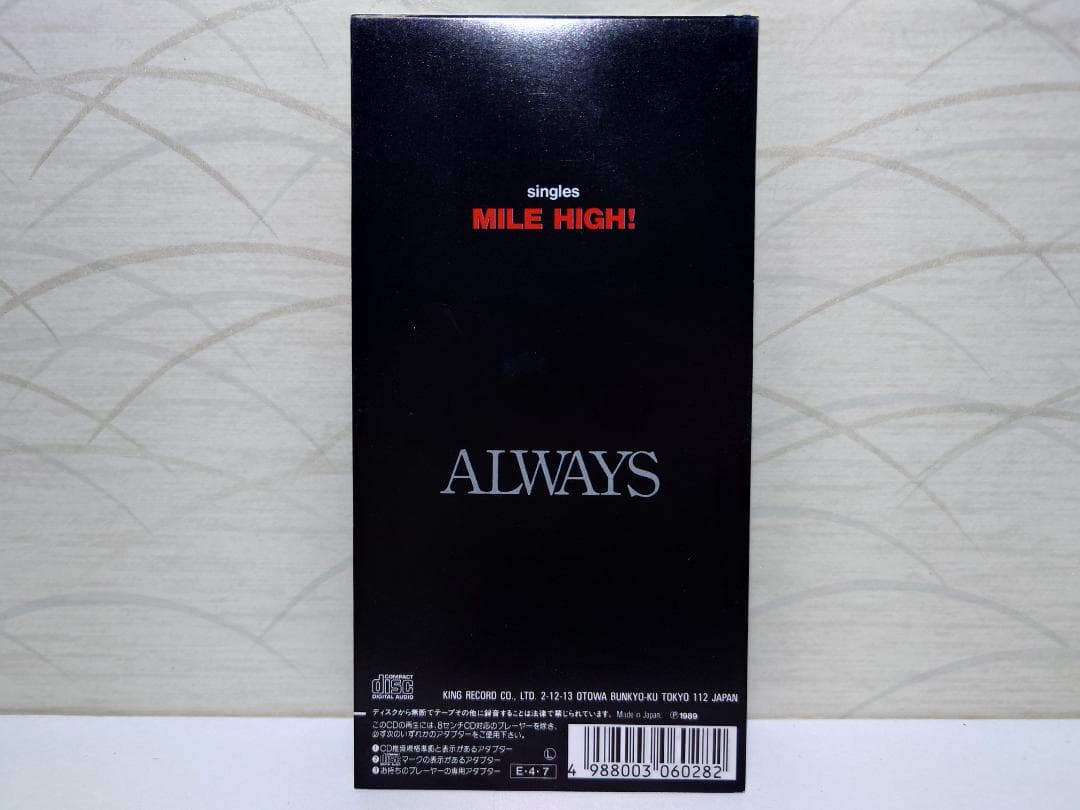 singles
MILE HIGH!
ALWAYS
COMPACT
disc
DIGITAL AUDIO
KING RECORD CO., LTD. 2-12-13 OTOWA BUNKYO-KU TOKYO 112 JAPAN
ディスクから無断でテープその他に録音することは法律で禁じられています。 Made in Japan. Ⓟ1989
このCDの再生には、8センチCD対応のプレーヤーを除き、
必ず次のいずれかのアダプターをご使用下さい。
①CD推奨規格準拠と表示があるアダプター
②マークの表示があるアダプター
③お持ちのプレーヤーの専用アダプター
Ⓛ
E・4・7
4 988003 060282